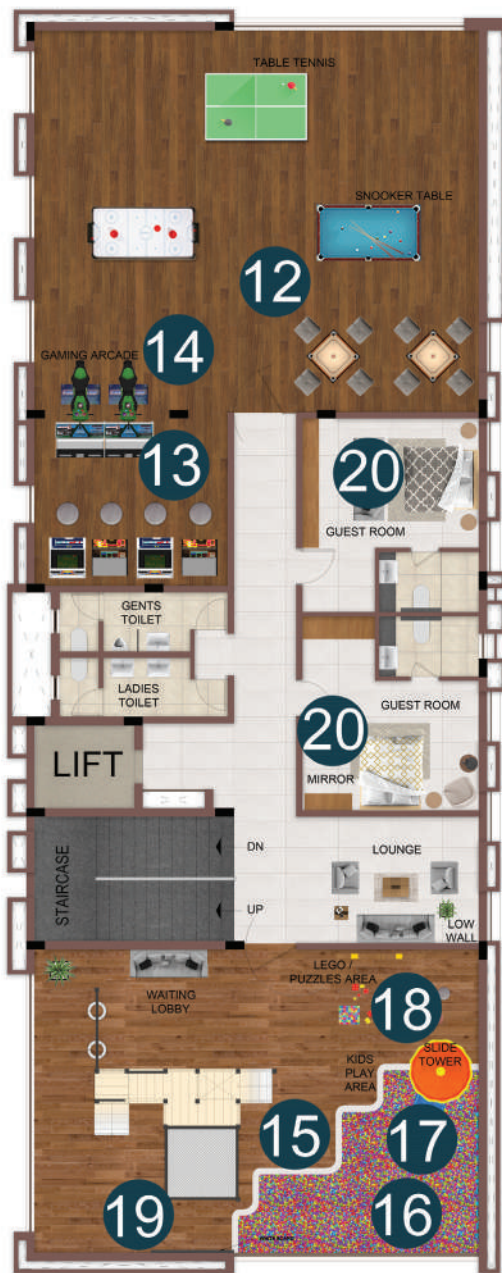 TABLE TENNIS
SNOOKER TABLE
12
GAMING ARCADE
14
13
20
GUEST ROOM
GENTS
TOILET
LADIES
TOILET
GUEST ROOM
20
MIRROR
LIFT
STAIRCASE
DN
UP
LOUNGE
LOW
WALL
WAITING
LOBBY
LEGO /
PUZZLES AREA
18
SLIDE
TOWER
KIDS
PLAY
AREA
15
17
16
19